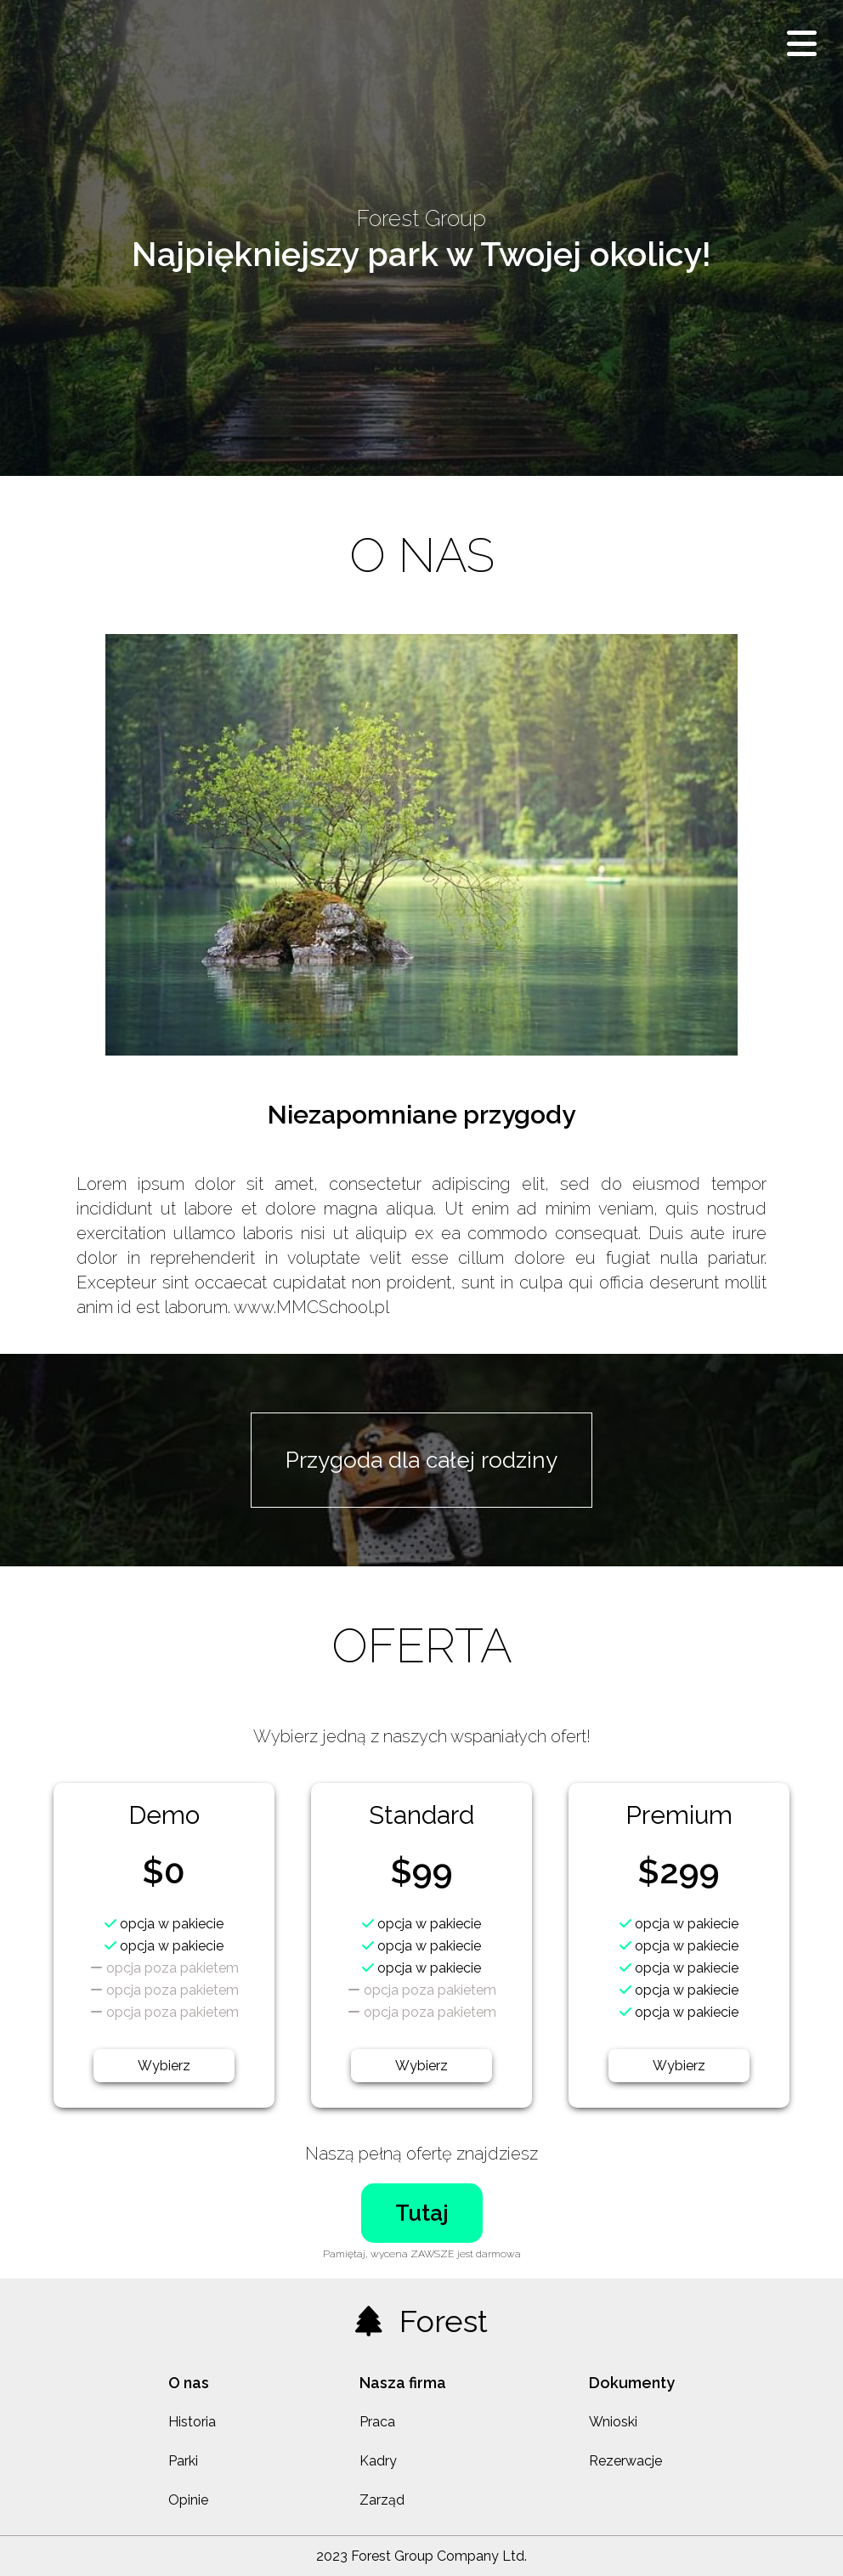 Forest Group
Najpiękniejszy park w Twojej okolicy!
O NAS
Niezapomniane przygody
Lorem ipsum dolor sit amet, consectetur adipiscing elit, sed do eiusmod tempor
incididunt ut labore et dolore magna aliqua. Ut enim ad minim veniam, quis nostrud
exercitation ullamco laboris nisi ut aliquip ex ea commodo consequat. Duis aute irure
dolor in reprehenderit in voluptate velit esse cillum dolore eu fugiat nulla pariatur.
Excepteur sint occaecat cupidatat non proident, sunt in culpa qui officia deserunt mollit
anim id est laborum. www.MMCSchool.pl
Przygoda dla całej rodziny
OFERTA
Wybierz jedną z naszych wspaniałych ofert!
Demo
$0
opcja w pakiecie
opcja w pakiecie
opcja poza pakietem
opcja poza pakietem
opcja poza pakietem
Wybierz
Standard
$99
opcja w pakiecie
opcja w pakiecie
opcja w pakiecie
opcja poza pakietem
opcja poza pakietem
Wybierz
Premium
$299
opcja w pakiecie
opcja w pakiecie
opcja w pakiecie
opcja w pakiecie
opcja w pakiecie
Wybierz
Naszą pełną ofertę znajdziesz
Tutaj
Pamiętaj, wycena ZAWSZE jest darmowa
Forest
O nas
Historia
Parki
Opinie
Nasza firma
Praca
Kadry
Zarząd
Dokumenty
Wnioski
Rezerwacje
2023 Forest Group Company Ltd.